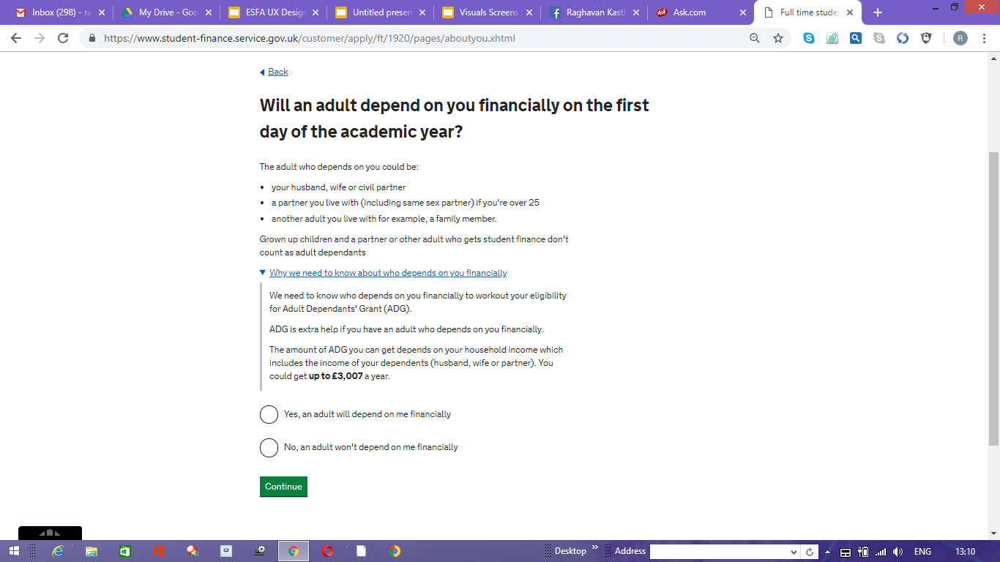 Inbox (298) - ra
My Drive - Goo
ESFA UX Desig
Untitled presen
Visuals Screens
Raghavan Kast
Ask Ask.com
Full time stude
https://www.student-finance.service.gov.uk/customer/apply/ft/1920/pages/aboutyou.xhtml
R
Back
Will an adult depend on you financially on the first
day of the academic year?
The adult who depends on you could be:
• your husband, wife or civil partner
• a partner you live with (including same sex partner) if you're over 25
• another adult you live with for example, a family member.
Grown up children and a partner or other adult who gets student finance don't
count as adult dependants
Why we need to know about who depends on you financially
We need to know who depends on you financially to workout your eligibility
for Adult Dependants' Grant (ADG).
ADG is extra help if you have an adult who depends on you financially.
The amount of ADG you can get depends on your household income which
includes the income of your dependents (husband, wife or partner). You
could get up to £3,007 a year.
Yes, an adult will depend on me financially
No, an adult won't depend on me financially
Continue
Desktop » Address ENG 13:10